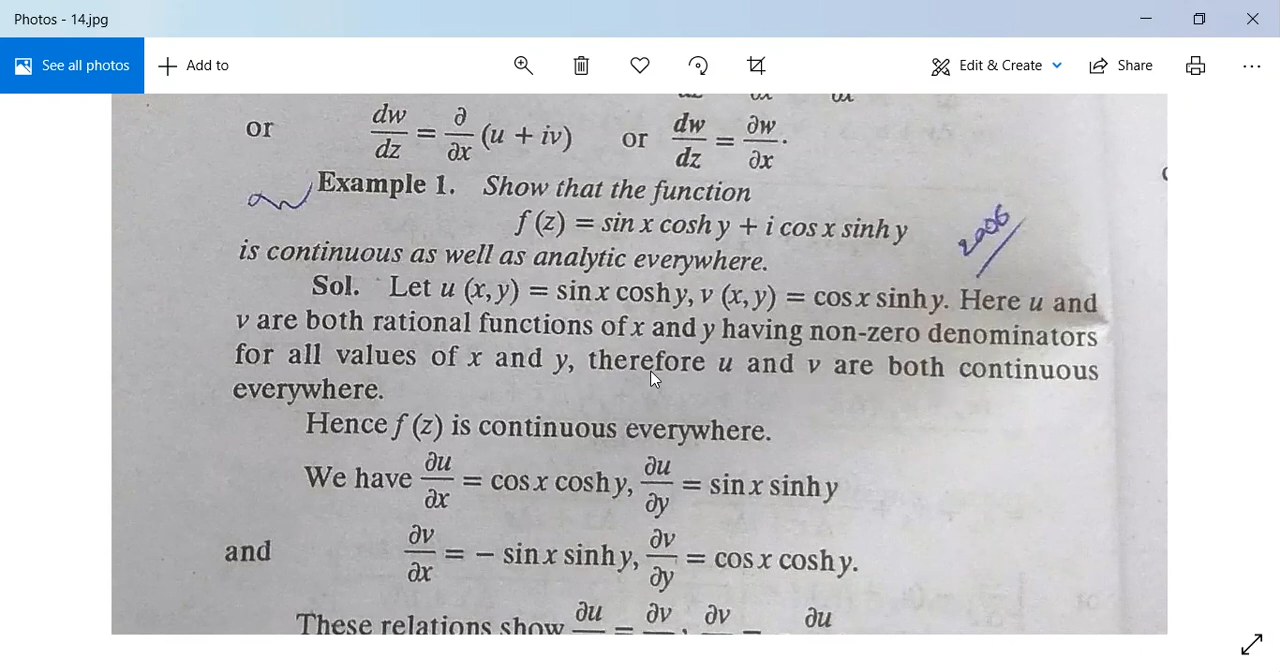 Photos - 14.jpg
See all photos
Add to
Edit & Create
Share
or dw/dz = ∂/∂x (u + iv) or dw/dz = ∂w/∂x.
Example 1. Show that the function
f (z) = sin x cosh y + i cos x sinh y
2006
is continuous as well as analytic everywhere.
Sol. Let u (x, y) = sin x cosh y, v (x, y) = cos x sinh y. Here u and
v are both rational functions of x and y having non-zero denominators
for all values of x and y, therefore u and v are both continuous
everywhere.
Hence f (z) is continuous everywhere.
We have ∂u/∂x = cos x cosh y, ∂u/∂y = sin x sinh y
and ∂v/∂x = − sin x sinh y, ∂v/∂y = cos x cosh y.
These relations show ∂u = ∂v , ∂v = ∂u